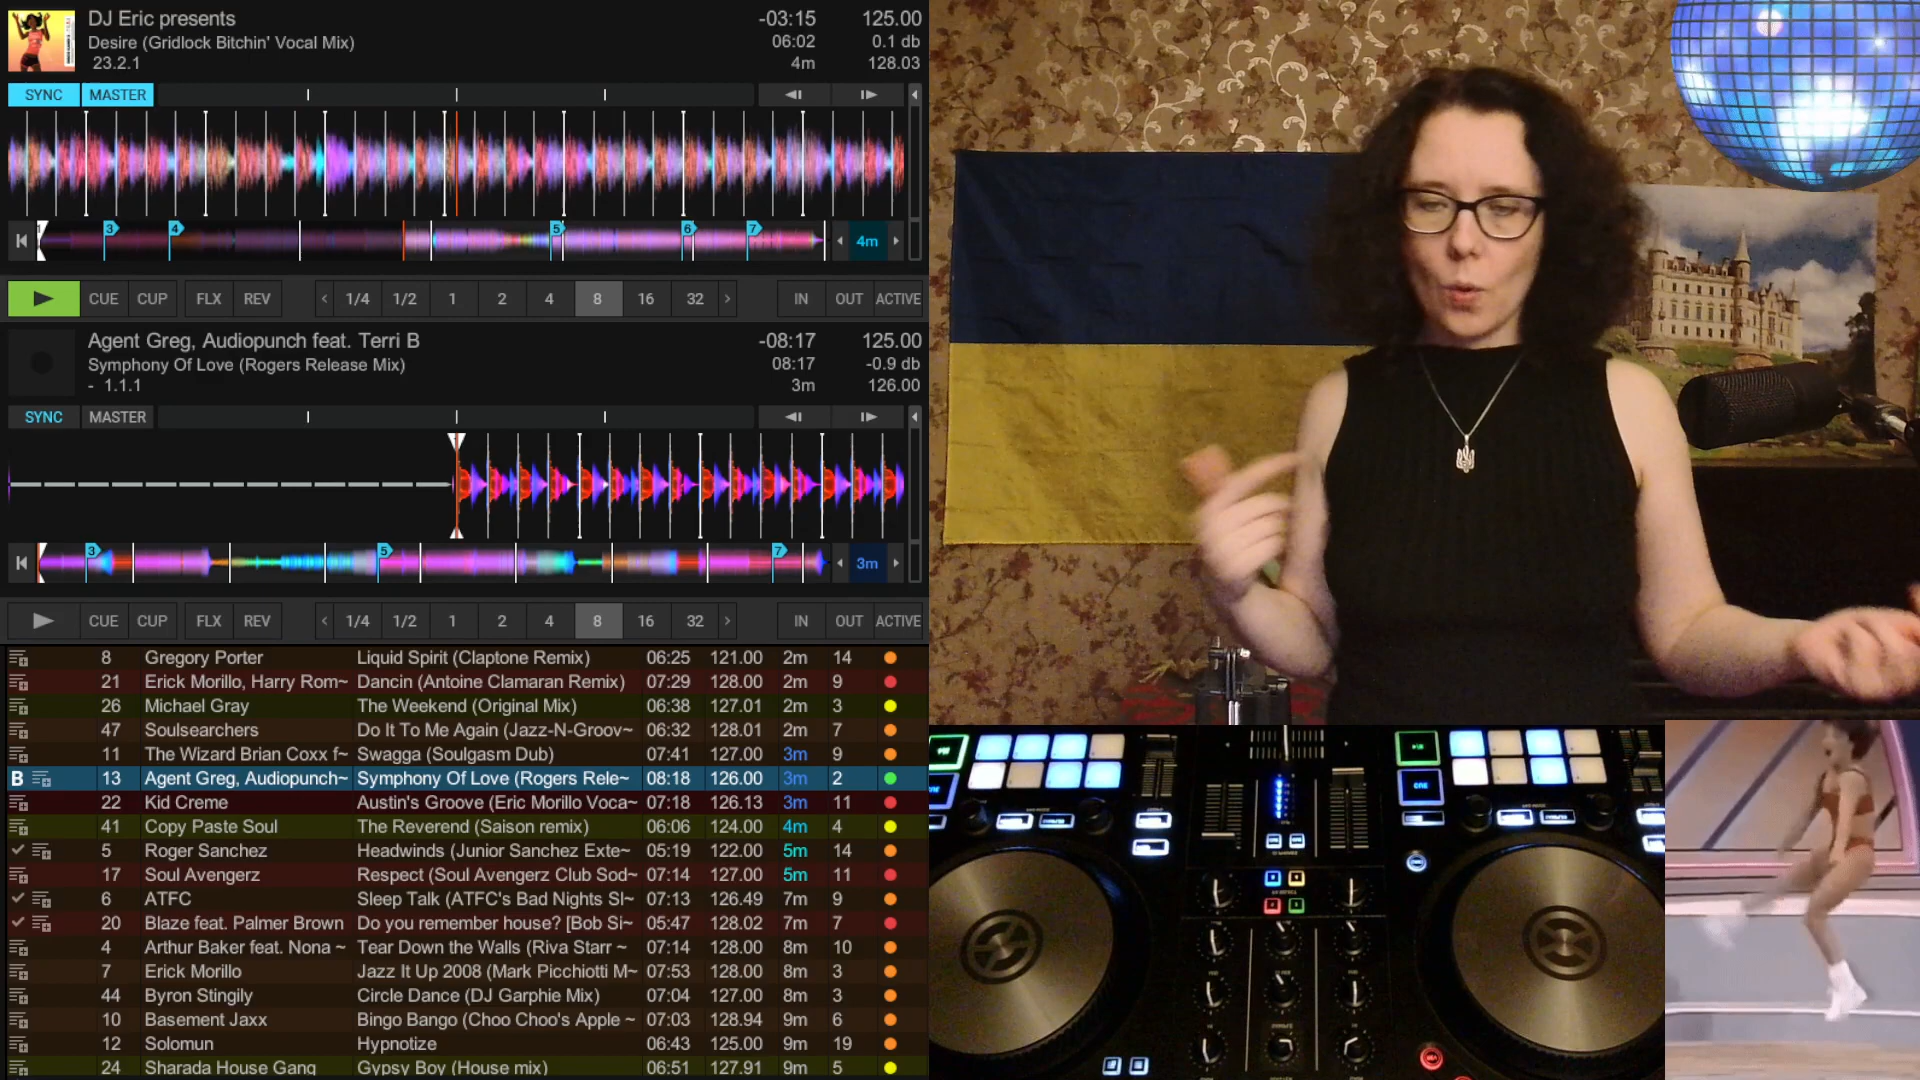 DJ Eric presents -03:15 125.00
Desire (Gridlock Bitchin' Vocal Mix) 06:02 0.1 db
23.2.1 4m 128.03
SYNC MASTER
3 4 5 6 7 4m
CUE CUP FLX REV 1/4 1/2 1 2 4 8 16 32 IN OUT ACTIVE
Agent Greg, Audiopunch feat. Terri B -08:17 125.00
Symphony Of Love (Rogers Release Mix) 08:17 -0.9 db
- 1.1.1 3m 126.00
SYNC MASTER
3 5 7 3m
CUE CUP FLX REV 1/4 1/2 1 2 4 8 16 32 IN OUT ACTIVE
8 Gregory Porter Liquid Spirit (Claptone Remix) 06:25 121.00 2m 14
21 Erick Morillo, Harry Rom~ Dancin (Antoine Clamaran Remix) 07:29 128.00 2m 9
26 Michael Gray The Weekend (Original Mix) 06:38 127.01 2m 3
47 Soulsearchers Do It To Me Again (Jazz-N-Groov~ 06:32 128.01 2m 7
11 The Wizard Brian Coxx f~ Swagga (Soulgasm Dub) 07:41 127.00 3m 9
B 13 Agent Greg, Audiopunch~ Symphony Of Love (Rogers Rele~ 08:18 126.00 3m 2
22 Kid Creme Austin's Groove (Eric Morillo Voca~ 07:18 126.13 3m 11
41 Copy Paste Soul The Reverend (Saison remix) 06:06 124.00 4m 4
5 Roger Sanchez Headwinds (Junior Sanchez Exte~ 05:19 122.00 5m 14
17 Soul Avengerz Respect (Soul Avengerz Club Sod~ 07:14 127.00 5m 11
6 ATFC Sleep Talk (ATFC's Bad Nights Sl~ 07:13 126.49 7m 9
20 Blaze feat. Palmer Brown Do you remember house? [Bob Si~ 05:47 128.02 7m 7
4 Arthur Baker feat. Nona ~ Tear Down the Walls (Riva Starr ~ 07:14 128.00 8m 10
7 Erick Morillo Jazz It Up 2008 (Mark Picchiotti M~ 07:53 128.00 8m 3
44 Byron Stingily Circle Dance (DJ Garphie Mix) 07:04 127.00 8m 3
10 Basement Jaxx Bingo Bango (Choo Choo's Apple ~ 07:03 128.94 9m 6
12 Solomun Hypnotize 06:43 125.00 9m 19
24 Sharada House Gang Gypsy Boy (House mix) 06:51 127.91 9m 5